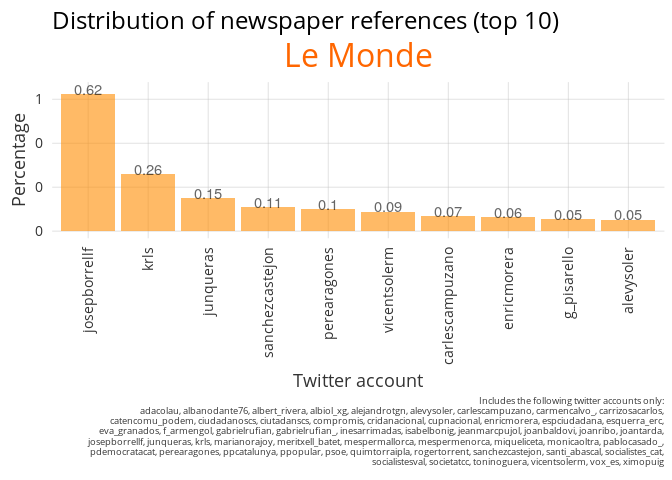 Distribution of newspaper references (top 10)
Le Monde
Percentage
1
0
0
0
0.62
0.26
0.15
0.11
0.1
0.09
0.07
0.06
0.05
0.05
josepborrellf
krls
junqueras
sanchezcastejon
perearagones
vicentsolerm
carlescampuzano
enricmorera
g_pisarello
alevysoler
Twitter account
Includes the following twitter accounts only:
adacolau, albanodante76, albert_rivera, albiol_xg, alejandrotgn, alevysoler, carlescampuzano, carmencalvo_, carrizosacarlos,
catencomu_podem, ciudadanoscs, ciutadanscs, compromis, cridanacional, cupnacional, enricmorera, espciudadana, esquerra_erc,
eva_granados, f_armengol, gabrielrufian, gabrielrufian_, inesarrimadas, isabelbonig, jeanmarcpujol, joanbaldovi, joanribo, joantarda,
josepborrellf, junqueras, krls, marianorajoy, meritxell_batet, mespermallorca, mespermenorca, miqueliceta, monicaoltra, pablocasado_,
pdemocratacat, perearagones, ppcatalunya, ppopular, psoe, quimtorraipla, rogertorrent, sanchezcastejon, santi_abascal, socialistes_cat,
socialistesval, societatcc, toninoguera, vicentsolerm, vox_es, ximopuig